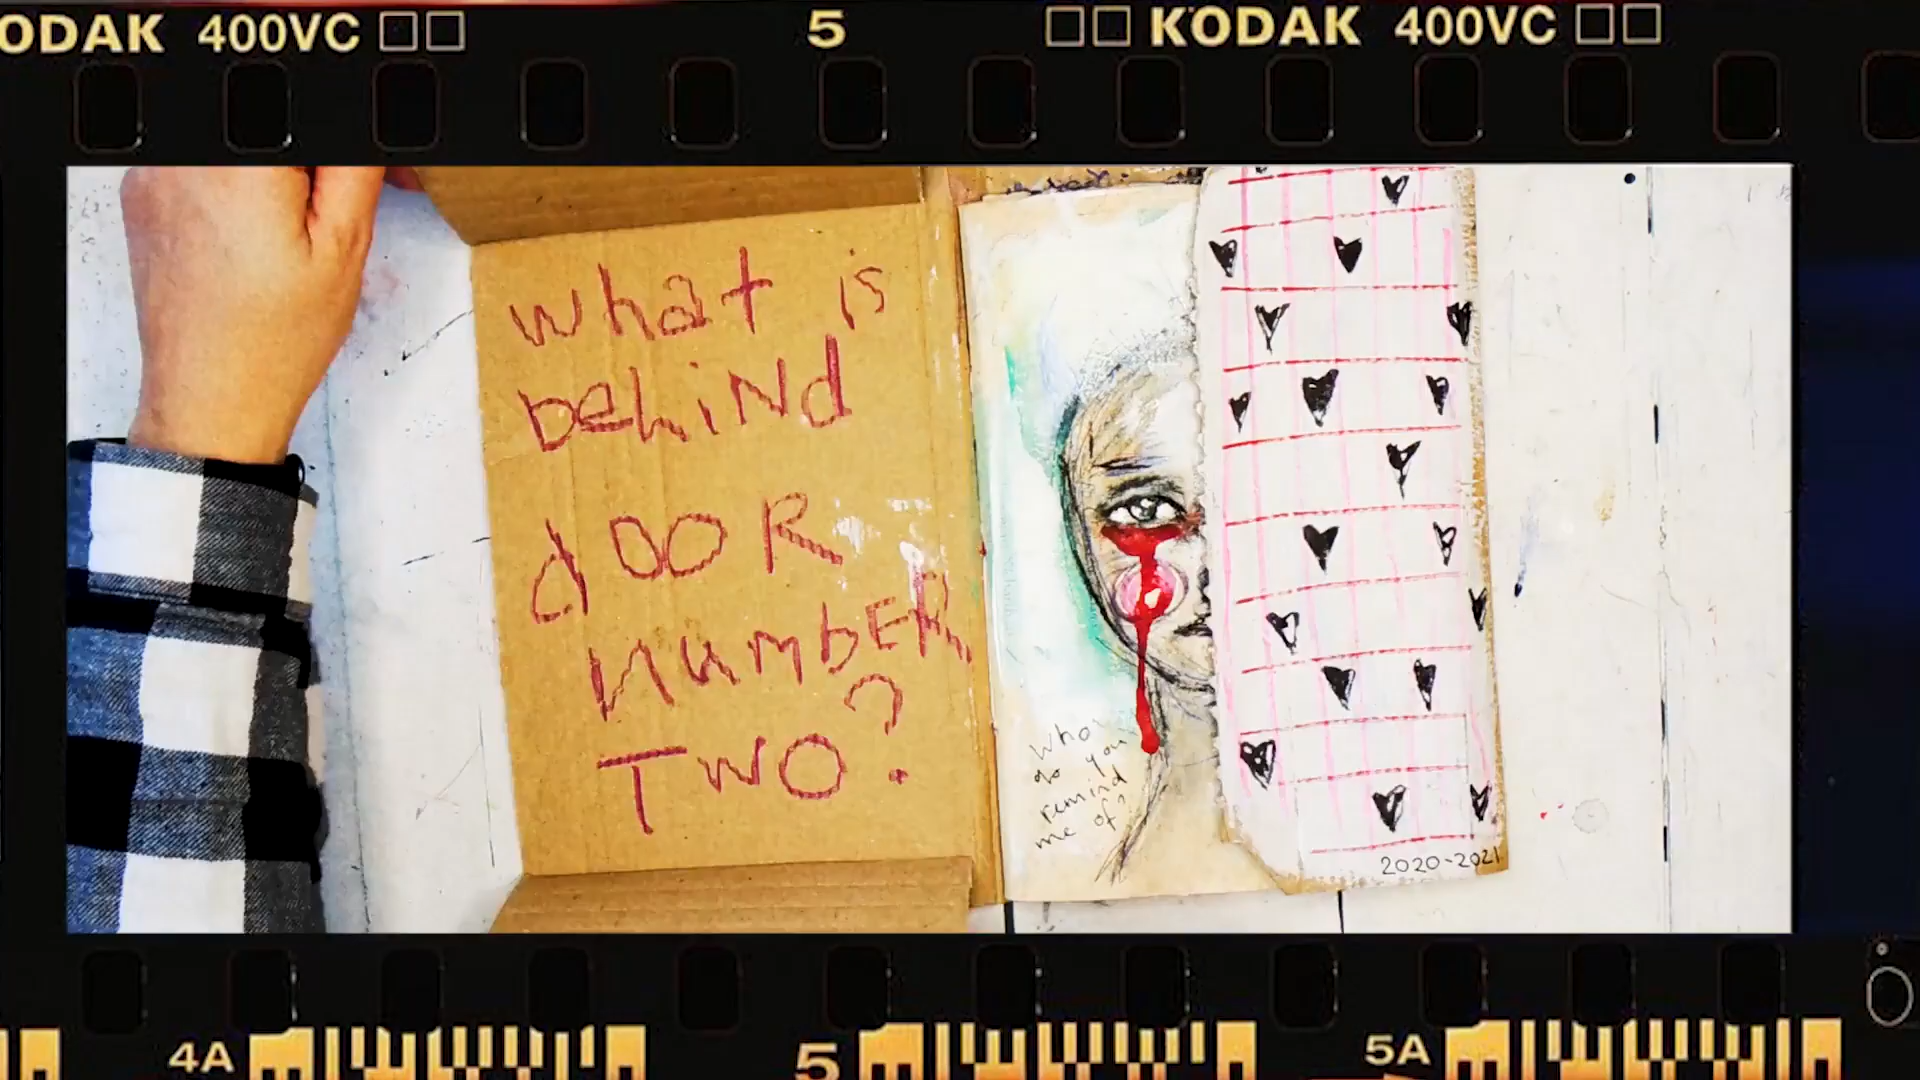 ODAK 400VC
5
KODAK 400VC
what is
behind
door
number
Two?
who
do you
remind
me of?
2020-2021
4A
5
5A